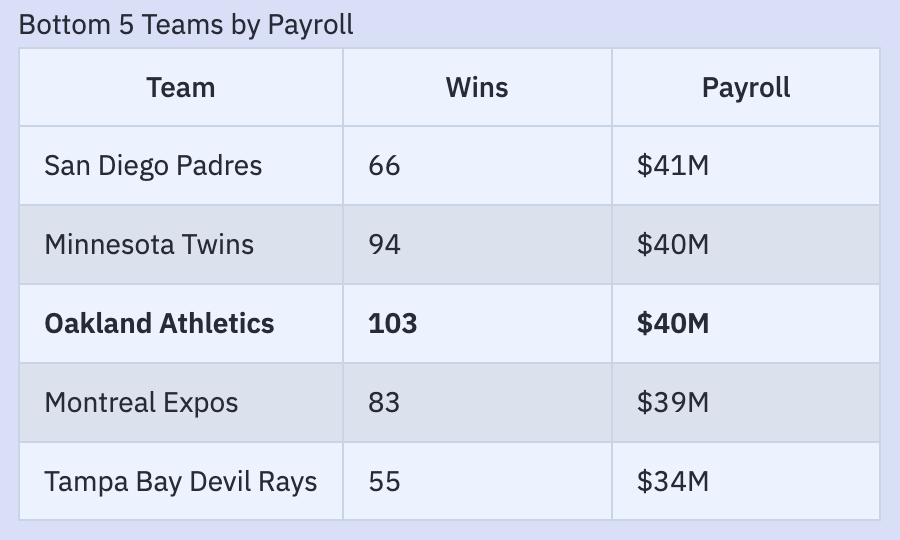 Bottom 5 Teams by Payroll
Team Wins Payroll
San Diego Padres 66 $41M
Minnesota Twins 94 $40M
Oakland Athletics 103 $40M
Montreal Expos 83 $39M
Tampa Bay Devil Rays 55 $34M